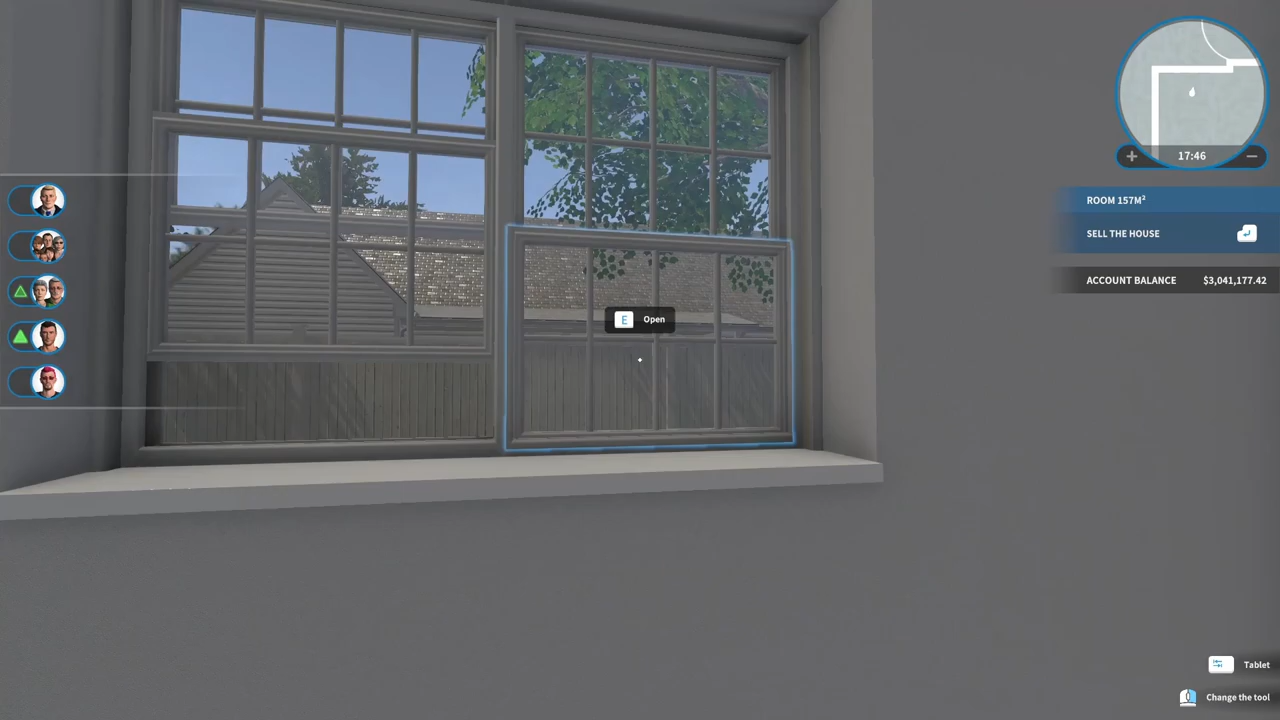 17:46
ROOM 157M²
SELL THE HOUSE
ACCOUNT BALANCE $3,041,177.42
E Open
Tablet
Change the tool